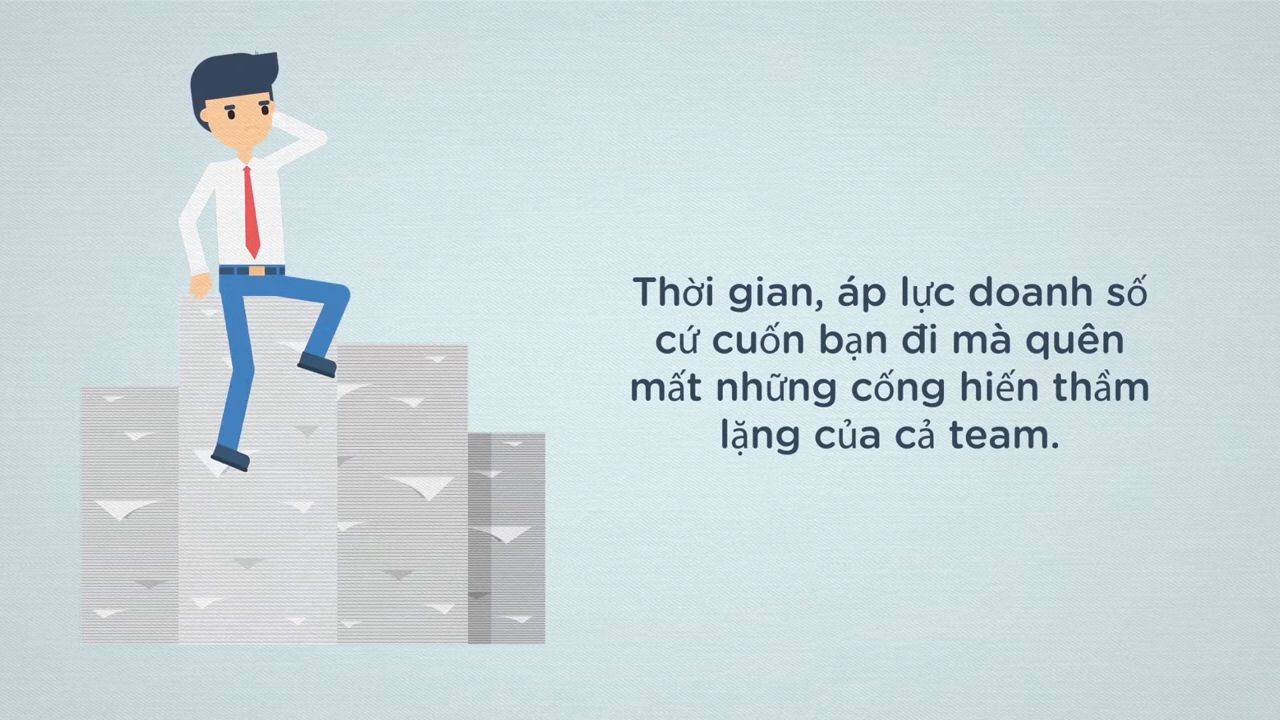 Thời gian, áp lực doanh số
cứ cuốn bạn đi mà quên
mất những cống hiến thầm
lặng của cả team.